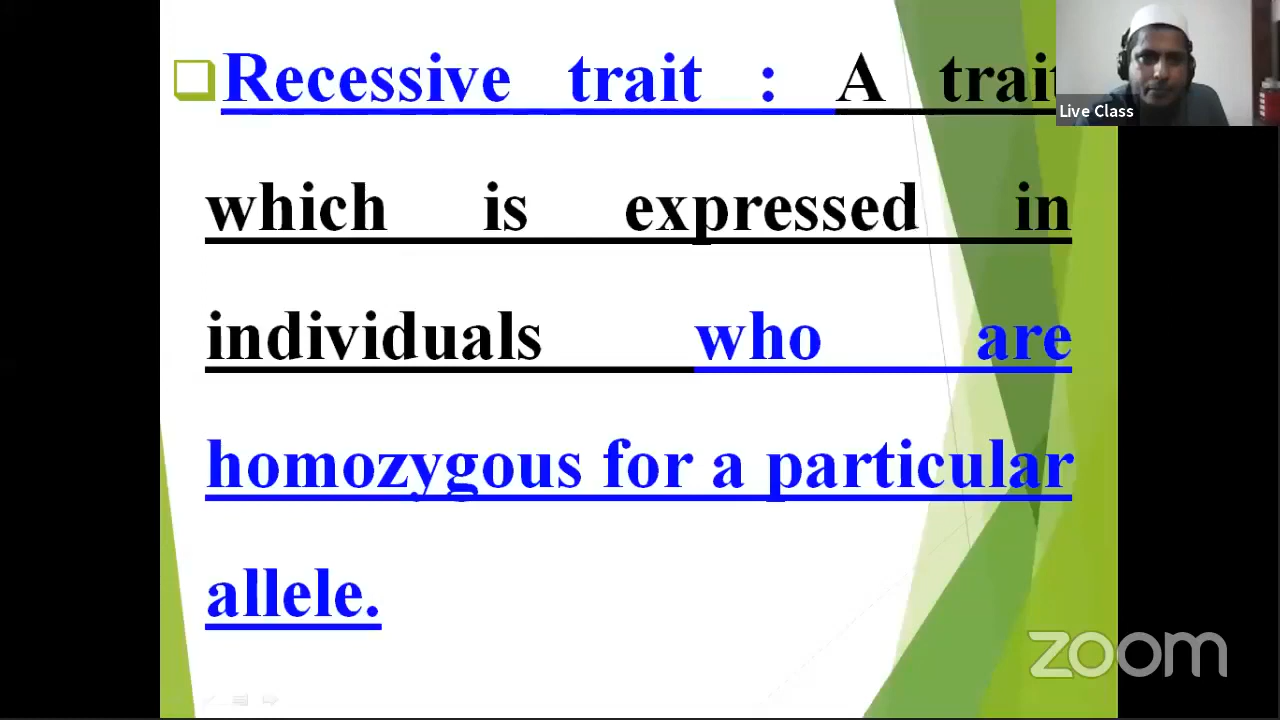 Recessive trait : A trait
which is expressed in
individuals who are
homozygous for a particular
allele.
Live Class
zoom